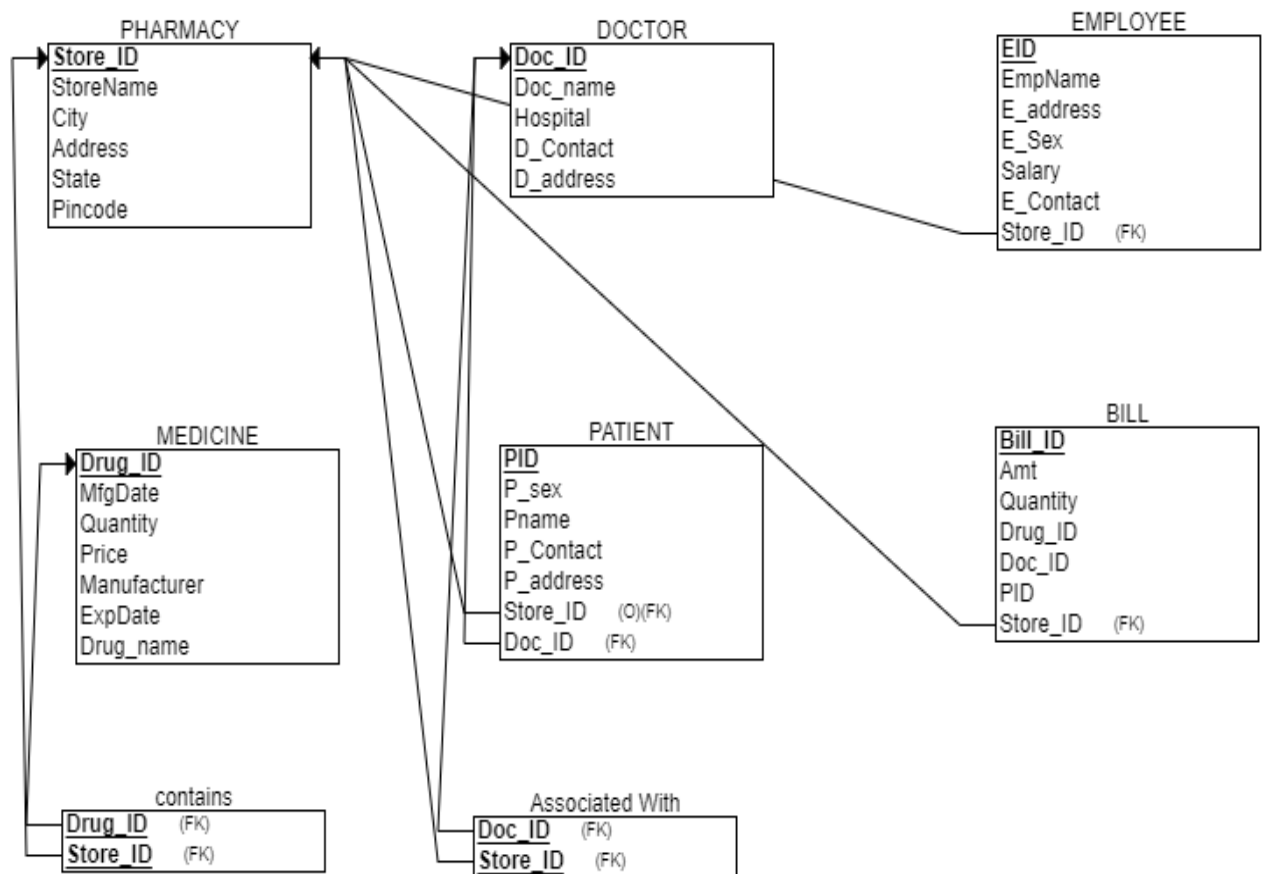 PHARMACY
Store_ID
StoreName
City
Address
State
Pincode
DOCTOR
Doc_ID
Doc_name
Hospital
D_Contact
D_address
EMPLOYEE
EID
EmpName
E_address
E_Sex
Salary
E_Contact
Store_ID (FK)
MEDICINE
Drug_ID
MfgDate
Quantity
Price
Manufacturer
ExpDate
Drug_name
PATIENT
PID
P_sex
Pname
P_Contact
P_address
Store_ID (O)(FK)
Doc_ID (FK)
BILL
Bill_ID
Amt
Quantity
Drug_ID
Doc_ID
PID
Store_ID (FK)
contains
Drug_ID (FK)
Store_ID (FK)
Associated With
Doc_ID (FK)
Store_ID (FK)